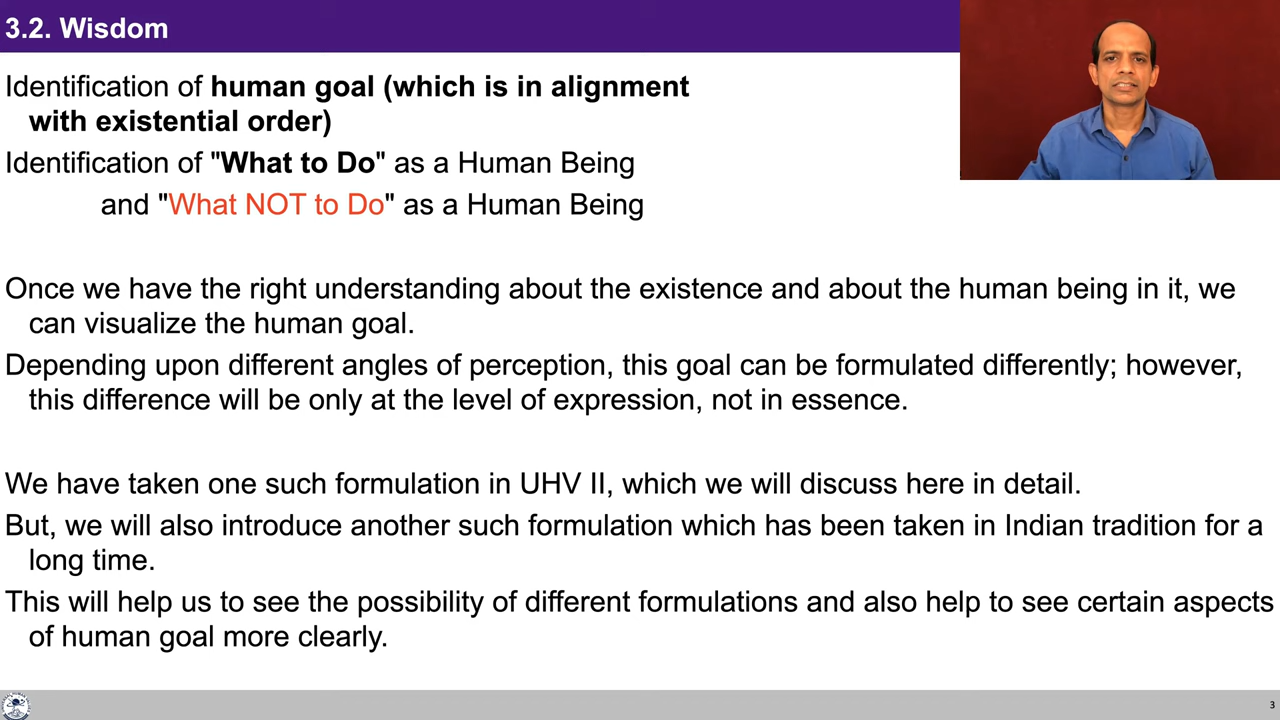 3.2. Wisdom
Identification of human goal (which is in alignment
with existential order)
Identification of "What to Do" as a Human Being
and "What NOT to Do" as a Human Being
Once we have the right understanding about the existence and about the human being in it, we
can visualize the human goal.
Depending upon different angles of perception, this goal can be formulated differently; however,
this difference will be only at the level of expression, not in essence.
We have taken one such formulation in UHV II, which we will discuss here in detail.
But, we will also introduce another such formulation which has been taken in Indian tradition for a
long time.
This will help us to see the possibility of different formulations and also help to see certain aspects
of human goal more clearly.
3